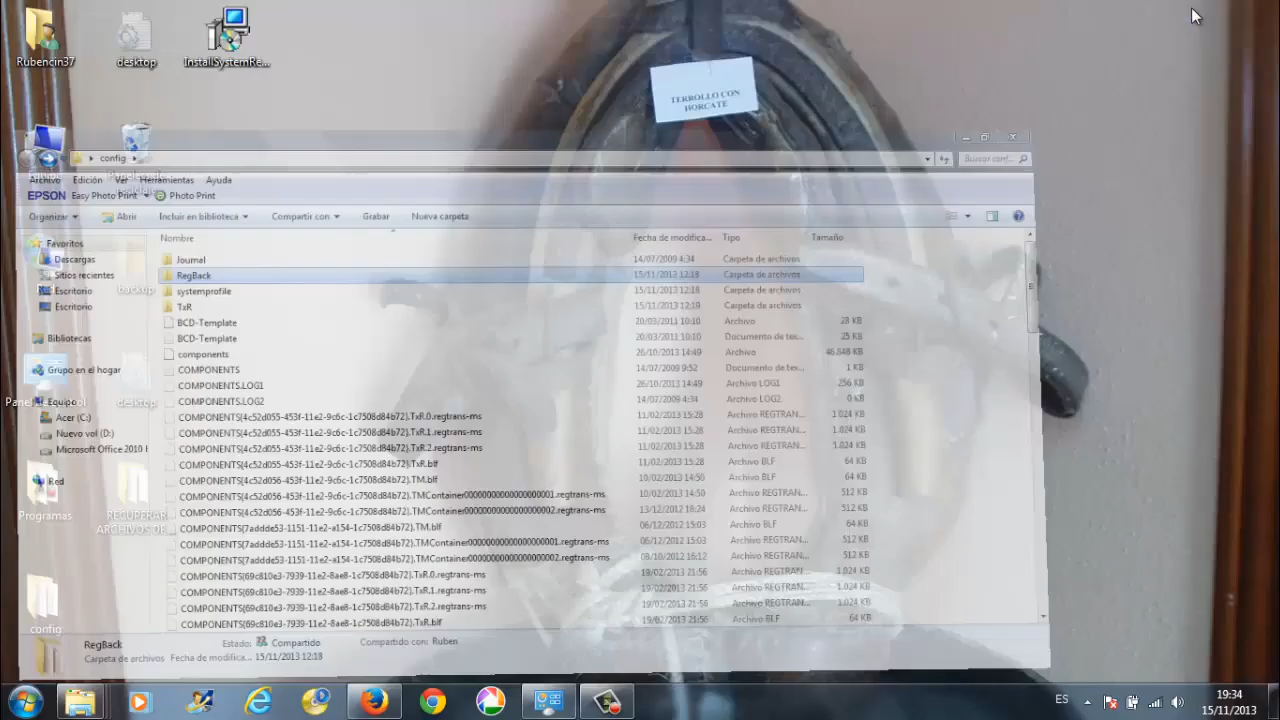 Rubencin37
desktop
InstallSystemRe...
TERROLLO CON
HORCATE
config
Buscar conf...
Archivo Edición Ver Herramientas Ayuda
EPSON Easy Photo Print Photo Print
Organizar Abrir Incluir en biblioteca Compartir con Grabar Nueva carpeta
Favoritos
Descargas
Sitios recientes
Escritorio
Escritorio
Bibliotecas
Grupo en el hogar
Equipo
Acer (C:)
Nuevo vol (D:)
Microsoft Office 2010
Red
backup
desktop
Programas
RECUPERAR
ARCHIVOS DE...
config
Nombre Fecha de modifica... Tipo Tamaño
Journal 14/07/2009 4:34 Carpeta de archivos
RegBack 15/11/2013 12:18 Carpeta de archivos
systemprofile 15/11/2013 12:18 Carpeta de archivos
TxR 15/11/2013 12:19 Carpeta de archivos
BCD-Template 20/03/2011 10:10 Archivo 28 KB
BCD-Template 20/03/2011 10:10 Documento de tex... 25 KB
components 26/10/2013 14:49 Archivo 46.848 KB
COMPONENTS 14/07/2009 9:52 Documento de tex... 1 KB
COMPONENTS.LOG1 26/10/2013 14:49 Archivo LOG1 256 KB
COMPONENTS.LOG2 14/07/2009 4:34 Archivo LOG2 0 KB
COMPONENTS{4c52d055-453f-11e2-9c6c-1c7508d84b72}.TxR.0.regtrans-ms 11/02/2013 15:28 Archivo REGTRAN... 1.024 KB
COMPONENTS{4c52d055-453f-11e2-9c6c-1c7508d84b72}.TxR.1.regtrans-ms 11/02/2013 15:28 Archivo REGTRAN... 1.024 KB
COMPONENTS{4c52d055-453f-11e2-9c6c-1c7508d84b72}.TxR.2.regtrans-ms 11/02/2013 15:28 Archivo REGTRAN... 1.024 KB
COMPONENTS{4c52d055-453f-11e2-9c6c-1c7508d84b72}.TxR.blf 11/02/2013 15:28 Archivo BLF 64 KB
COMPONENTS{4c52d056-453f-11e2-9c6c-1c7508d84b72}.TM.blf 10/02/2013 14:50 Archivo BLF 64 KB
COMPONENTS{4c52d056-453f-11e2-9c6c-1c7508d84b72}.TMContainer00000000000000000001.regtrans-ms 10/02/2013 14:50 Archivo REGTRAN... 512 KB
COMPONENTS{4c52d056-453f-11e2-9c6c-1c7508d84b72}.TMContainer00000000000000000002.regtrans-ms 13/12/2012 18:24 Archivo REGTRAN... 512 KB
COMPONENTS{7addde53-1151-11e2-a154-1c7508d84b72}.TM.blf 06/12/2012 15:03 Archivo BLF 64 KB
COMPONENTS{7addde53-1151-11e2-a154-1c7508d84b72}.TMContainer00000000000000000001.regtrans-ms 06/12/2012 15:03 Archivo REGTRAN... 512 KB
COMPONENTS{7addde53-1151-11e2-a154-1c7508d84b72}.TMContainer00000000000000000002.regtrans-ms 08/10/2012 16:12 Archivo REGTRAN... 512 KB
COMPONENTS{69c810e3-7939-11e2-8ae8-1c7508d84b72}.TxR.0.regtrans-ms 19/02/2013 21:56 Archivo REGTRAN... 1.024 KB
COMPONENTS{69c810e3-7939-11e2-8ae8-1c7508d84b72}.TxR.1.regtrans-ms 19/02/2013 21:56 Archivo REGTRAN... 1.024 KB
COMPONENTS{69c810e3-7939-11e2-8ae8-1c7508d84b72}.TxR.2.regtrans-ms 19/02/2013 21:56 Archivo REGTRAN... 1.024 KB
COMPONENTS{69c810e3-7939-11e2-8ae8-1c7508d84b72}.TxR.blf 19/02/2013 21:56 Archivo BLF 64 KB
RegBack Estado: Compartido Compartido con: Ruben
Carpeta de archivos Fecha de modifica... 15/11/2013 12:18
ES
19:34
15/11/2013